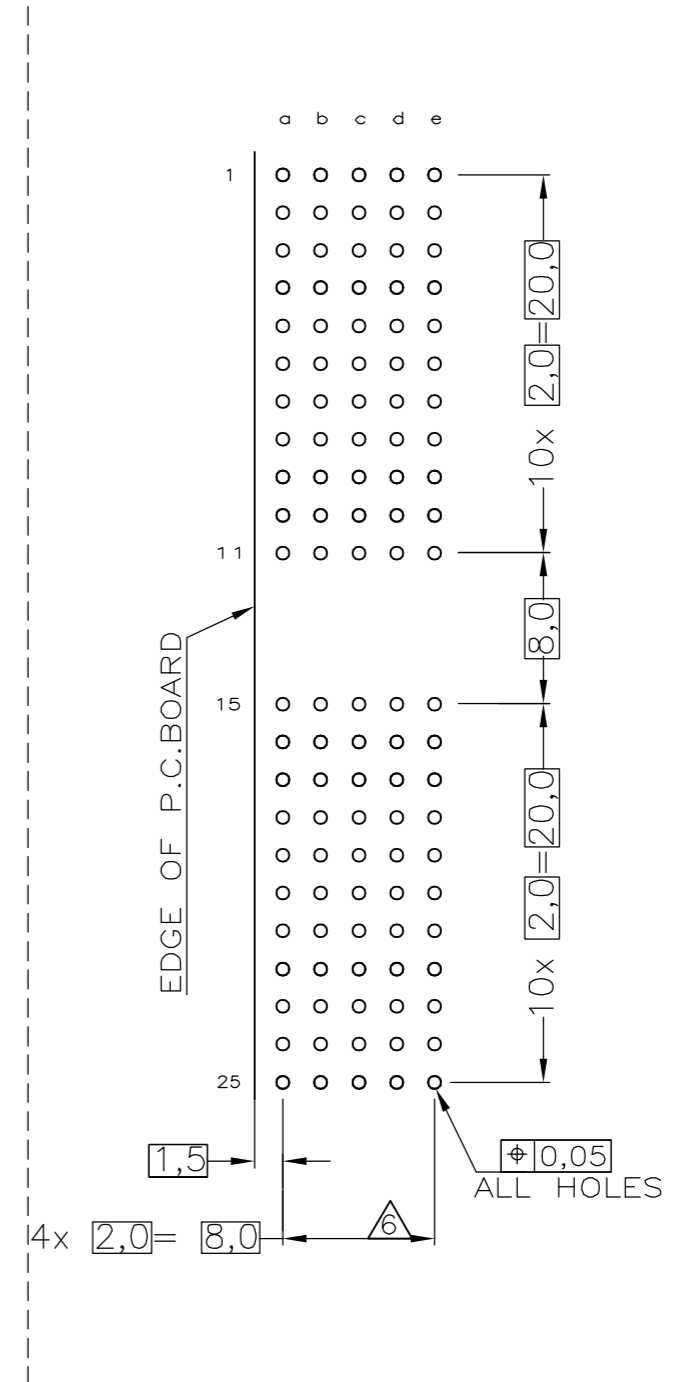 a b c d e
1
10x 2,0=20,0
11
8,0
EDGE OF P.C.BOARD
15
10x 2,0=20,0
25
1,5
⌖ 0,05
ALL HOLES
4x 2,0= 8,0
6